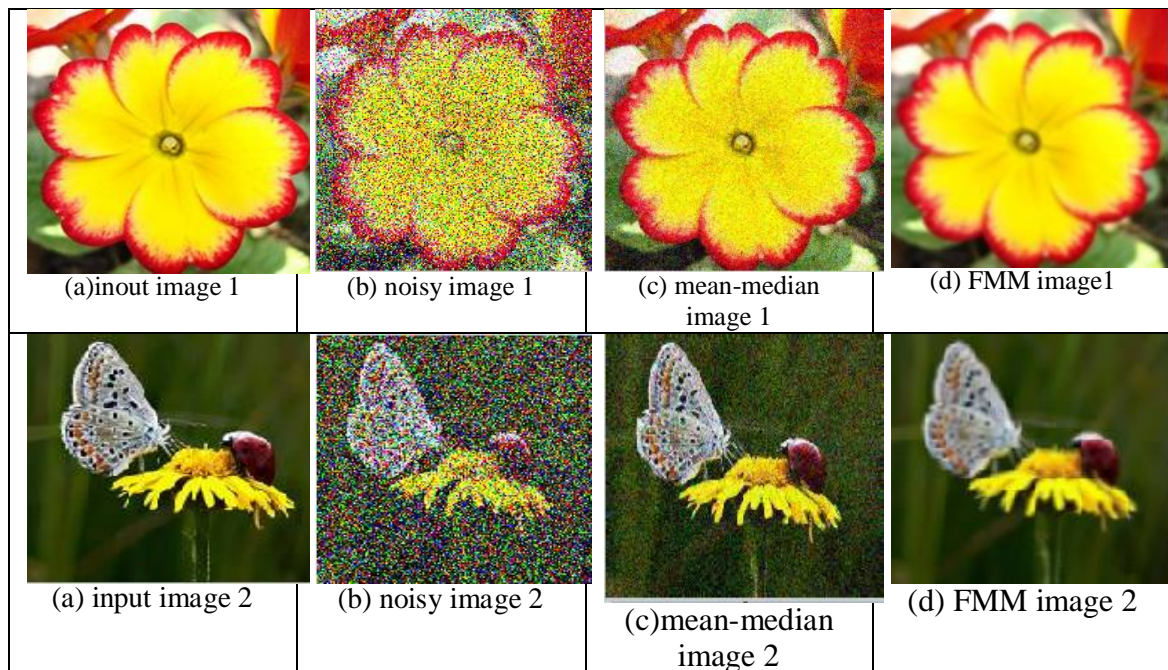 (a)inout image 1
(b) noisy image 1
(c) mean-median
image 1
(d) FMM image1
(a) input image 2
(b) noisy image 2
(c)mean-median
image 2
(d) FMM image 2